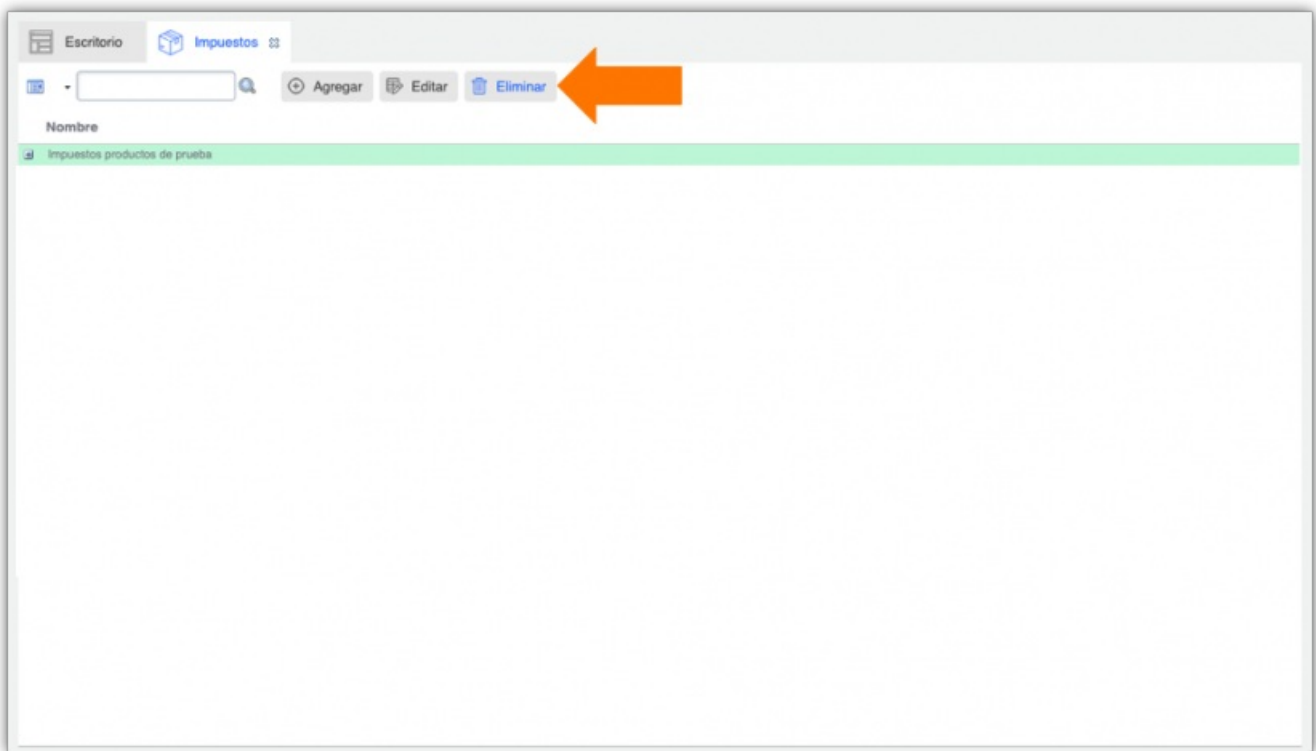 Escritorio Impuestos
Agregar Editar Eliminar
Nombre
Impuestos productos de prueba